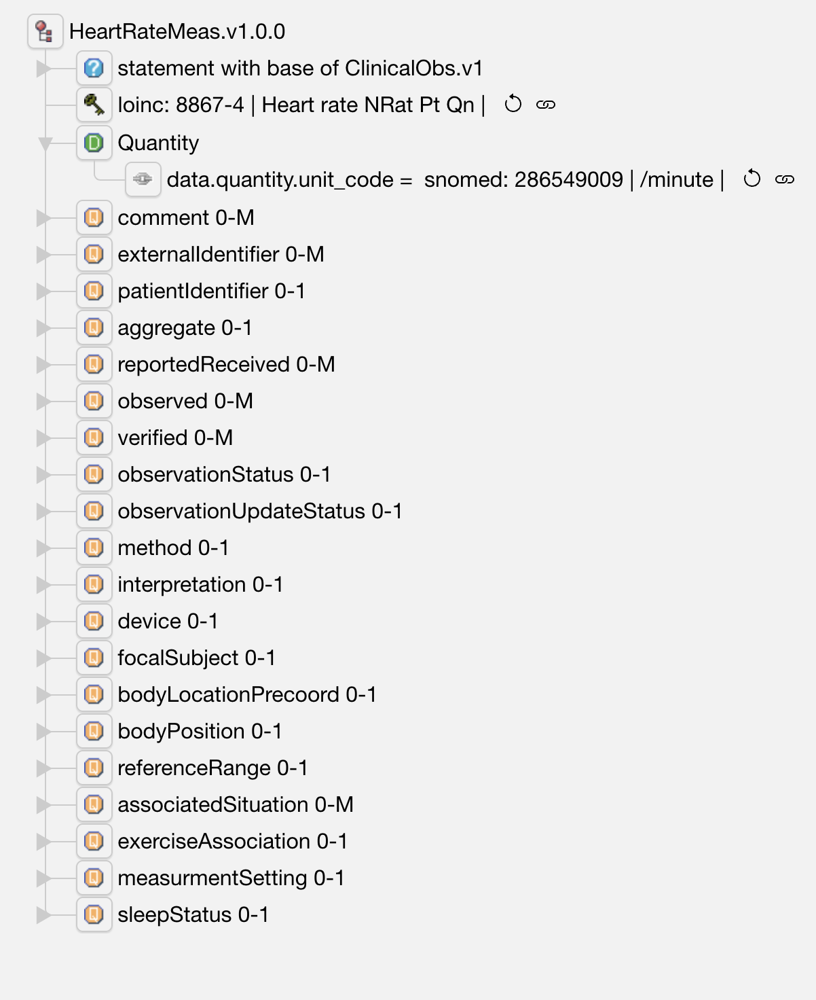 HeartRateMeas.v1.0.0
statement with base of ClinicalObs.v1
loinc: 8867-4 | Heart rate NRat Pt Qn |
Quantity
data.quantity.unit_code = snomed: 286549009 | /minute |
comment 0-M
externalIdentifier 0-M
patientIdentifier 0-1
aggregate 0-1
reportedReceived 0-M
observed 0-M
verified 0-M
observationStatus 0-1
observationUpdateStatus 0-1
method 0-1
interpretation 0-1
device 0-1
focalSubject 0-1
bodyLocationPrecoord 0-1
bodyPosition 0-1
referenceRange 0-1
associatedSituation 0-M
exerciseAssociation 0-1
measurmentSetting 0-1
sleepStatus 0-1